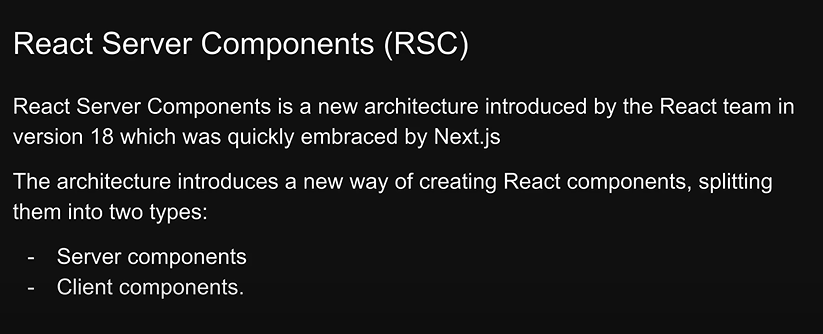 React Server Components (RSC)
React Server Components is a new architecture introduced by the React team in
version 18 which was quickly embraced by Next.js
The architecture introduces a new way of creating React components, splitting
them into two types:
- Server components
- Client components.